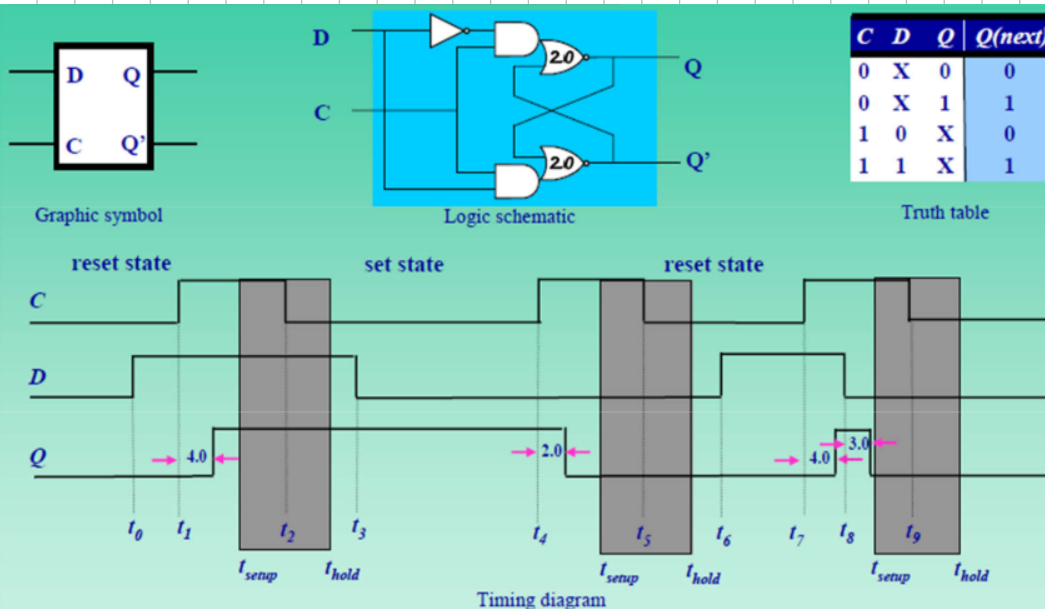 D Q
C Q’
Graphic symbol
D
C
2.0
2.0
Q
Q’
Logic schematic
C D Q Q(next)
0 X 0 0
0 X 1 1
1 0 X 0
1 1 X 1
Truth table
reset state set state reset state
C
D
Q
4.0 2.0 4.0 3.0
t0 t1 t2 t3 t4 t5 t6 t7 t8 t9
tsetup thold tsetup thold tsetup thold
Timing diagram